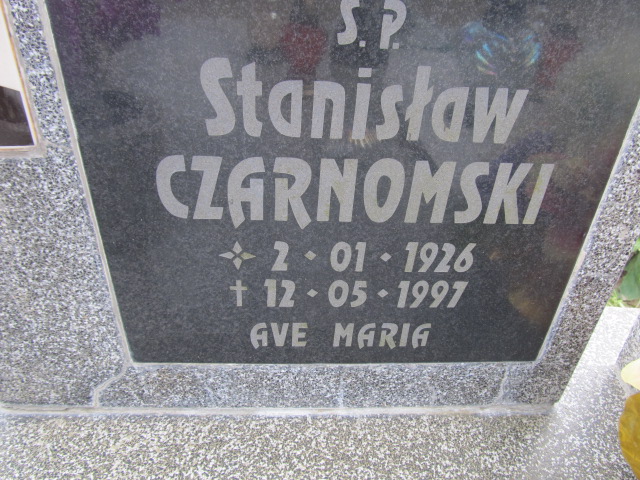 Ś.P.
Stanisław
CZARNOMSKI
✧ 2 · 01 · 1926
† 12 · 05 · 1997
AVE MARIA